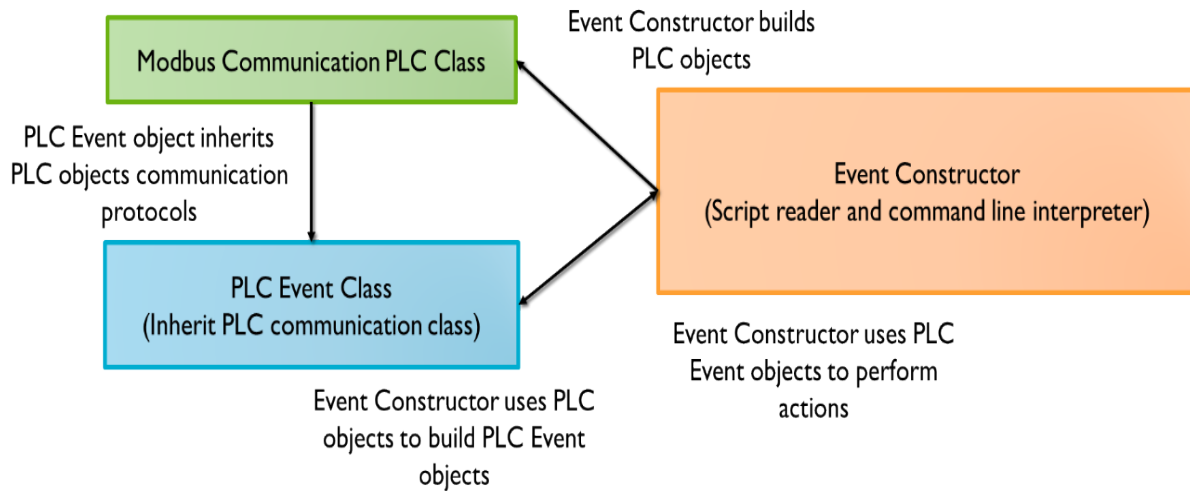 Event Constructor builds
PLC objects
Modbus Communication PLC Class
PLC Event object inherits
PLC objects communication
protocols
Event Constructor
(Script reader and command line interpreter)
PLC Event Class
(Inherit PLC communication class)
Event Constructor uses PLC
Event objects to perform
actions
Event Constructor uses PLC
objects to build PLC Event
objects